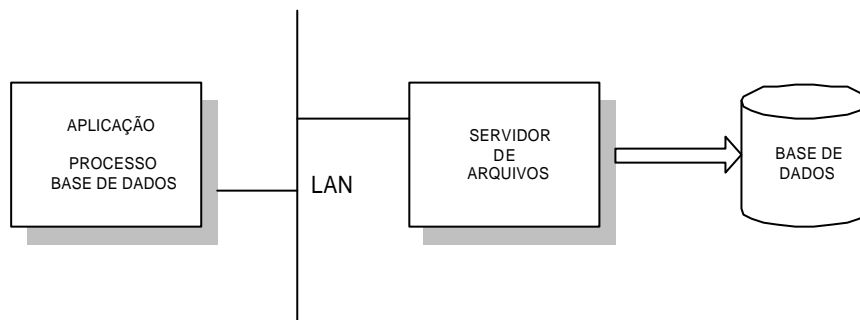 APLICAÇÃO
PROCESSO
BASE DE DADOS
LAN
SERVIDOR
DE
ARQUIVOS
BASE DE
DADOS